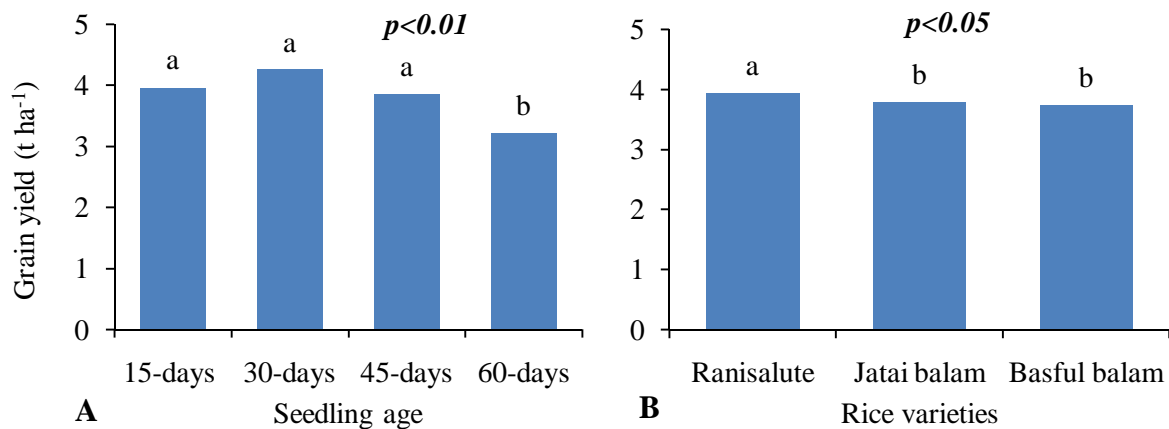 Grain yield (t ha⁻¹)
5
4
3
2
1
0
p<0.01
a
a
a
b
15-days 30-days 45-days 60-days
A
Seedling age
5
4
3
2
1
0
p<0.05
a
b
b
Ranisalute Jatai balam Basful balam
B
Rice varieties